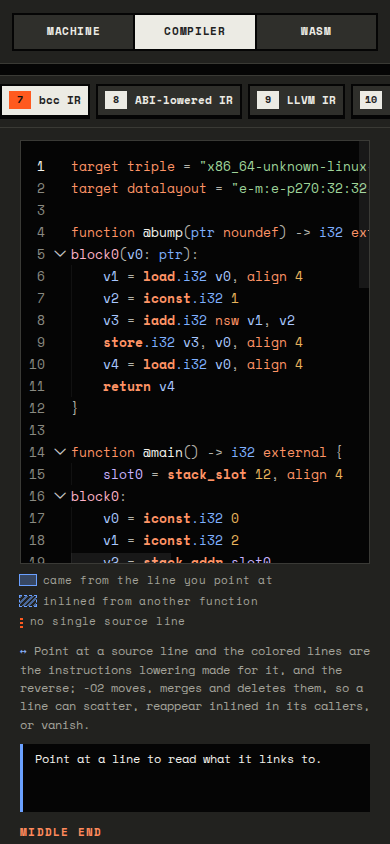 MACHINE COMPILER WASM
7 bcc IR 8 ABI-lowered IR 9 LLVM IR 10
1 target triple = "x86_64-unknown-linux
2 target datalayout = "e-m:e-p270:32:32
3
4 function @bump(ptr noundef) -> i32 ext
5 block0(v0: ptr):
6 v1 = load.i32 v0, align 4
7 v2 = iconst.i32 1
8 v3 = iadd.i32 nsw v1, v2
9 store.i32 v3, v0, align 4
10 v4 = load.i32 v0, align 4
11 return v4
12 }
13
14 function @main() -> i32 external {
15 slot0 = stack_slot 12, align 4
16 block0:
17 v0 = iconst.i32 0
18 v1 = iconst.i32 2
19 v2 = stack_addr slot0
came from the line you point at
inlined from another function
no single source line
↔ Point at a source line and the colored lines are
the instructions lowering made for it, and the
reverse; -O2 moves, merges and deletes them, so a
line can scatter, reappear inlined in its callers,
or vanish.
Point at a line to read what it links to.
MIDDLE END